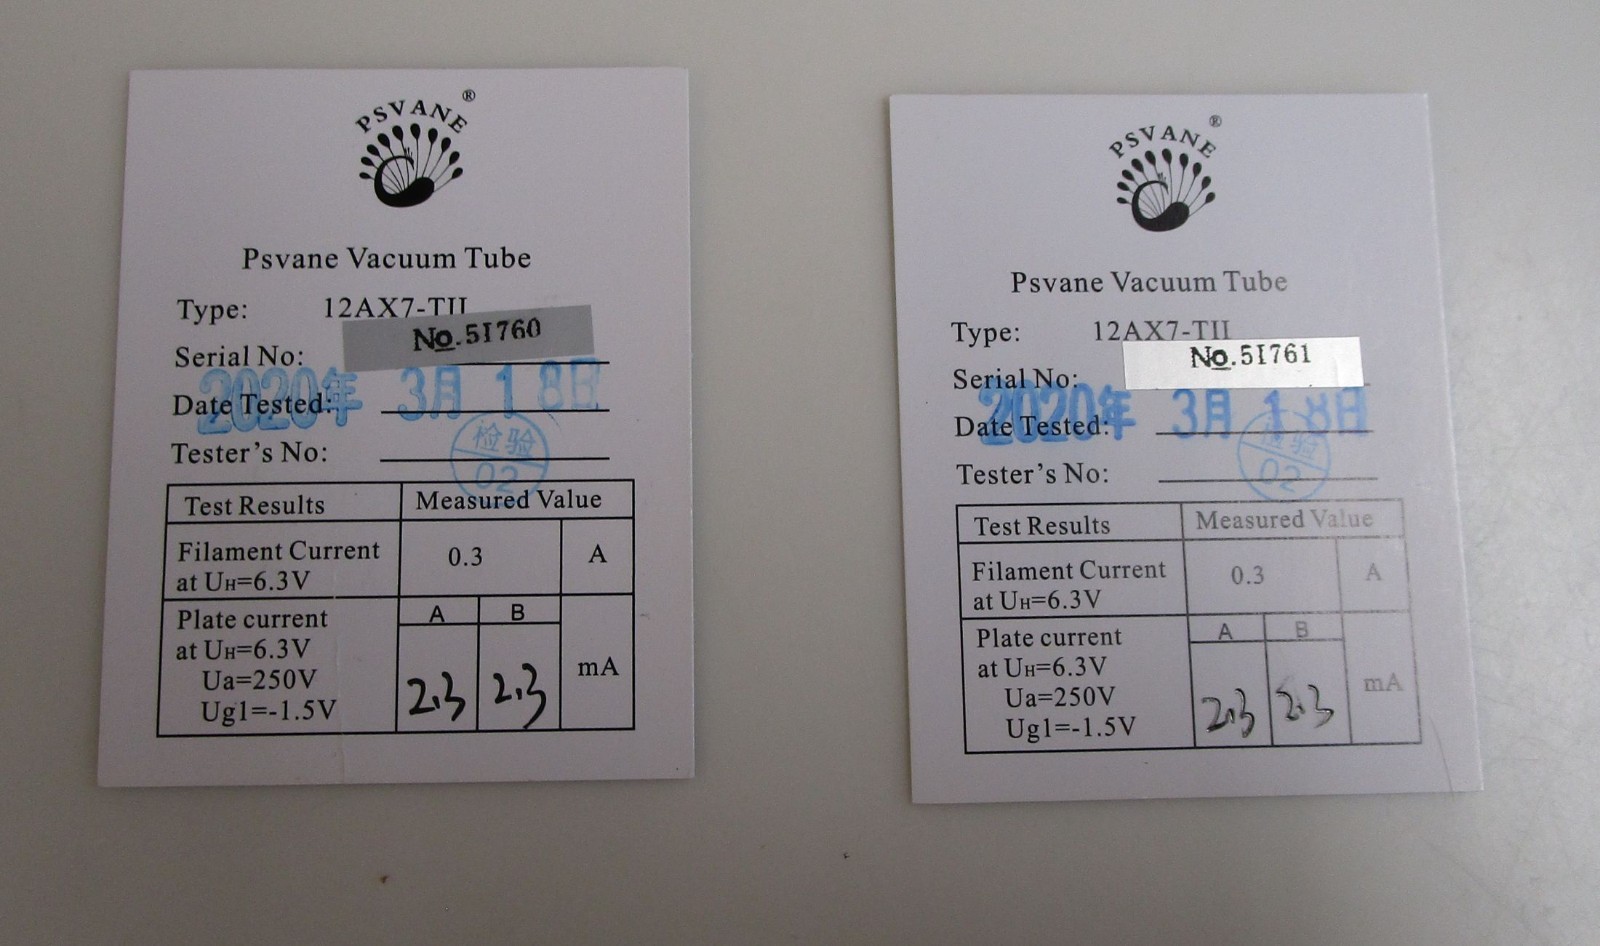 PSVANE®
Psvane Vacuum Tube
Type: 12AX7-TII
No.51760
Serial No:
2020年 3月 18日
Date Tested:
检验
02
Tester's No:
Test Results Measured Value
Filament Current
at UH=6.3V
0.3 A
Plate current
at UH=6.3V
Ua=250V
Ug1=-1.5V
A B
2.3 2.3 mA
PSVANE®
Psvane Vacuum Tube
Type: 12AX7-TII
No.51761
Serial No:
2020年 3月 18日
Date Tested:
检验
02
Tester's No:
Test Results Measured Value
Filament Current
at UH=6.3V
0.3 A
Plate current
at UH=6.3V
Ua=250V
Ug1=-1.5V
A B
2.3 2.3 mA